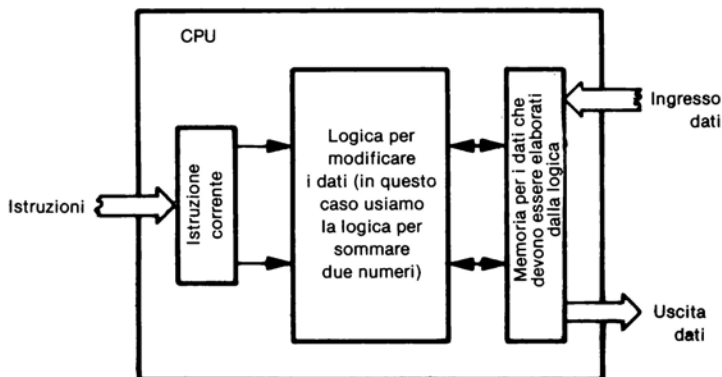 CPU
Istruzioni
Istruzione
corrente
Logica per
modificare
i dati (in questo
caso usiamo
la logica per
sommare
due numeri)
Memoria per i dati che
devono essere elaborati
dalla logica
Ingresso
dati
Uscita
dati